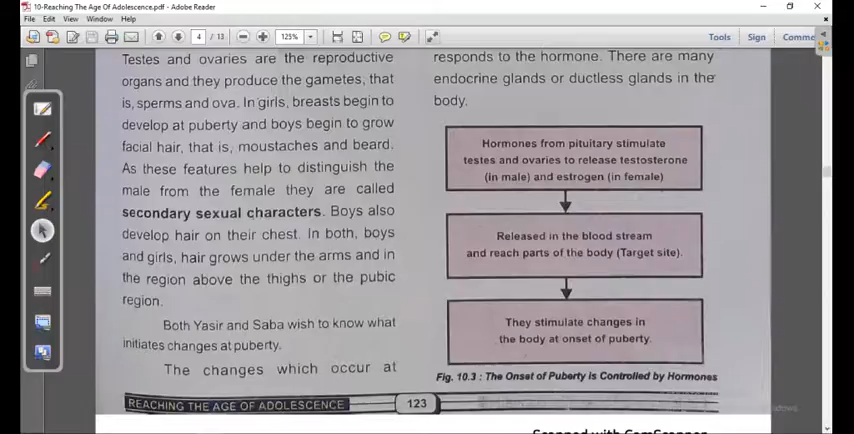 10-Reaching The Age Of Adolescence.pdf - Adobe Reader
File Edit View Window Help
4 / 13
125%
Tools Sign Comme
Testes and ovaries are the reproductive
organs and they produce the gametes, that
is, sperms and ova. In girls, breasts begin to
develop at puberty and boys begin to grow
facial hair, that is, moustaches and beard.
As these features help to distinguish the
male from the female they are called
secondary sexual characters. Boys also
develop hair on their chest. In both, boys
and girls, hair grows under the arms and in
the region above the thighs or the pubic
region.
Both Yasir and Saba wish to know what
initiates changes at puberty.
The changes which occur at
responds to the hormone. There are many
endocrine glands or ductless glands in the
body.
Hormones from pituitary stimulate
testes and ovaries to release testosterone
(in male) and estrogen (in female)
Released in the blood stream
and reach parts of the body (Target site).
They stimulate changes in
the body at onset of puberty.
Fig. 10.3 : The Onset of Puberty is Controlled by Hormones
REACHING THE AGE OF ADOLESCENCE 123
Scanned with CamScanner